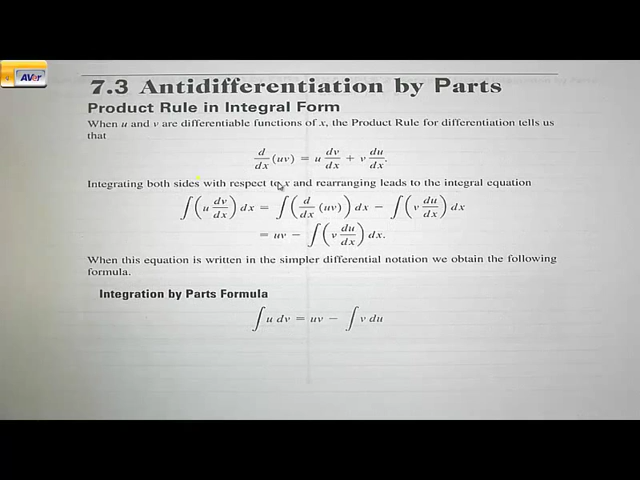 AVer
7.3 Antidifferentiation by Parts
Product Rule in Integral Form
When u and v are differentiable functions of x, the Product Rule for differentiation tells us
that
d/dx (uv) = u dv/dx + v du/dx.
Integrating both sides with respect to x and rearranging leads to the integral equation
∫(u dv/dx) dx = ∫(d/dx (uv)) dx − ∫(v du/dx) dx
= uv − ∫(v du/dx) dx.
When this equation is written in the simpler differential notation we obtain the following
formula.
Integration by Parts Formula
∫u dv = uv − ∫v du